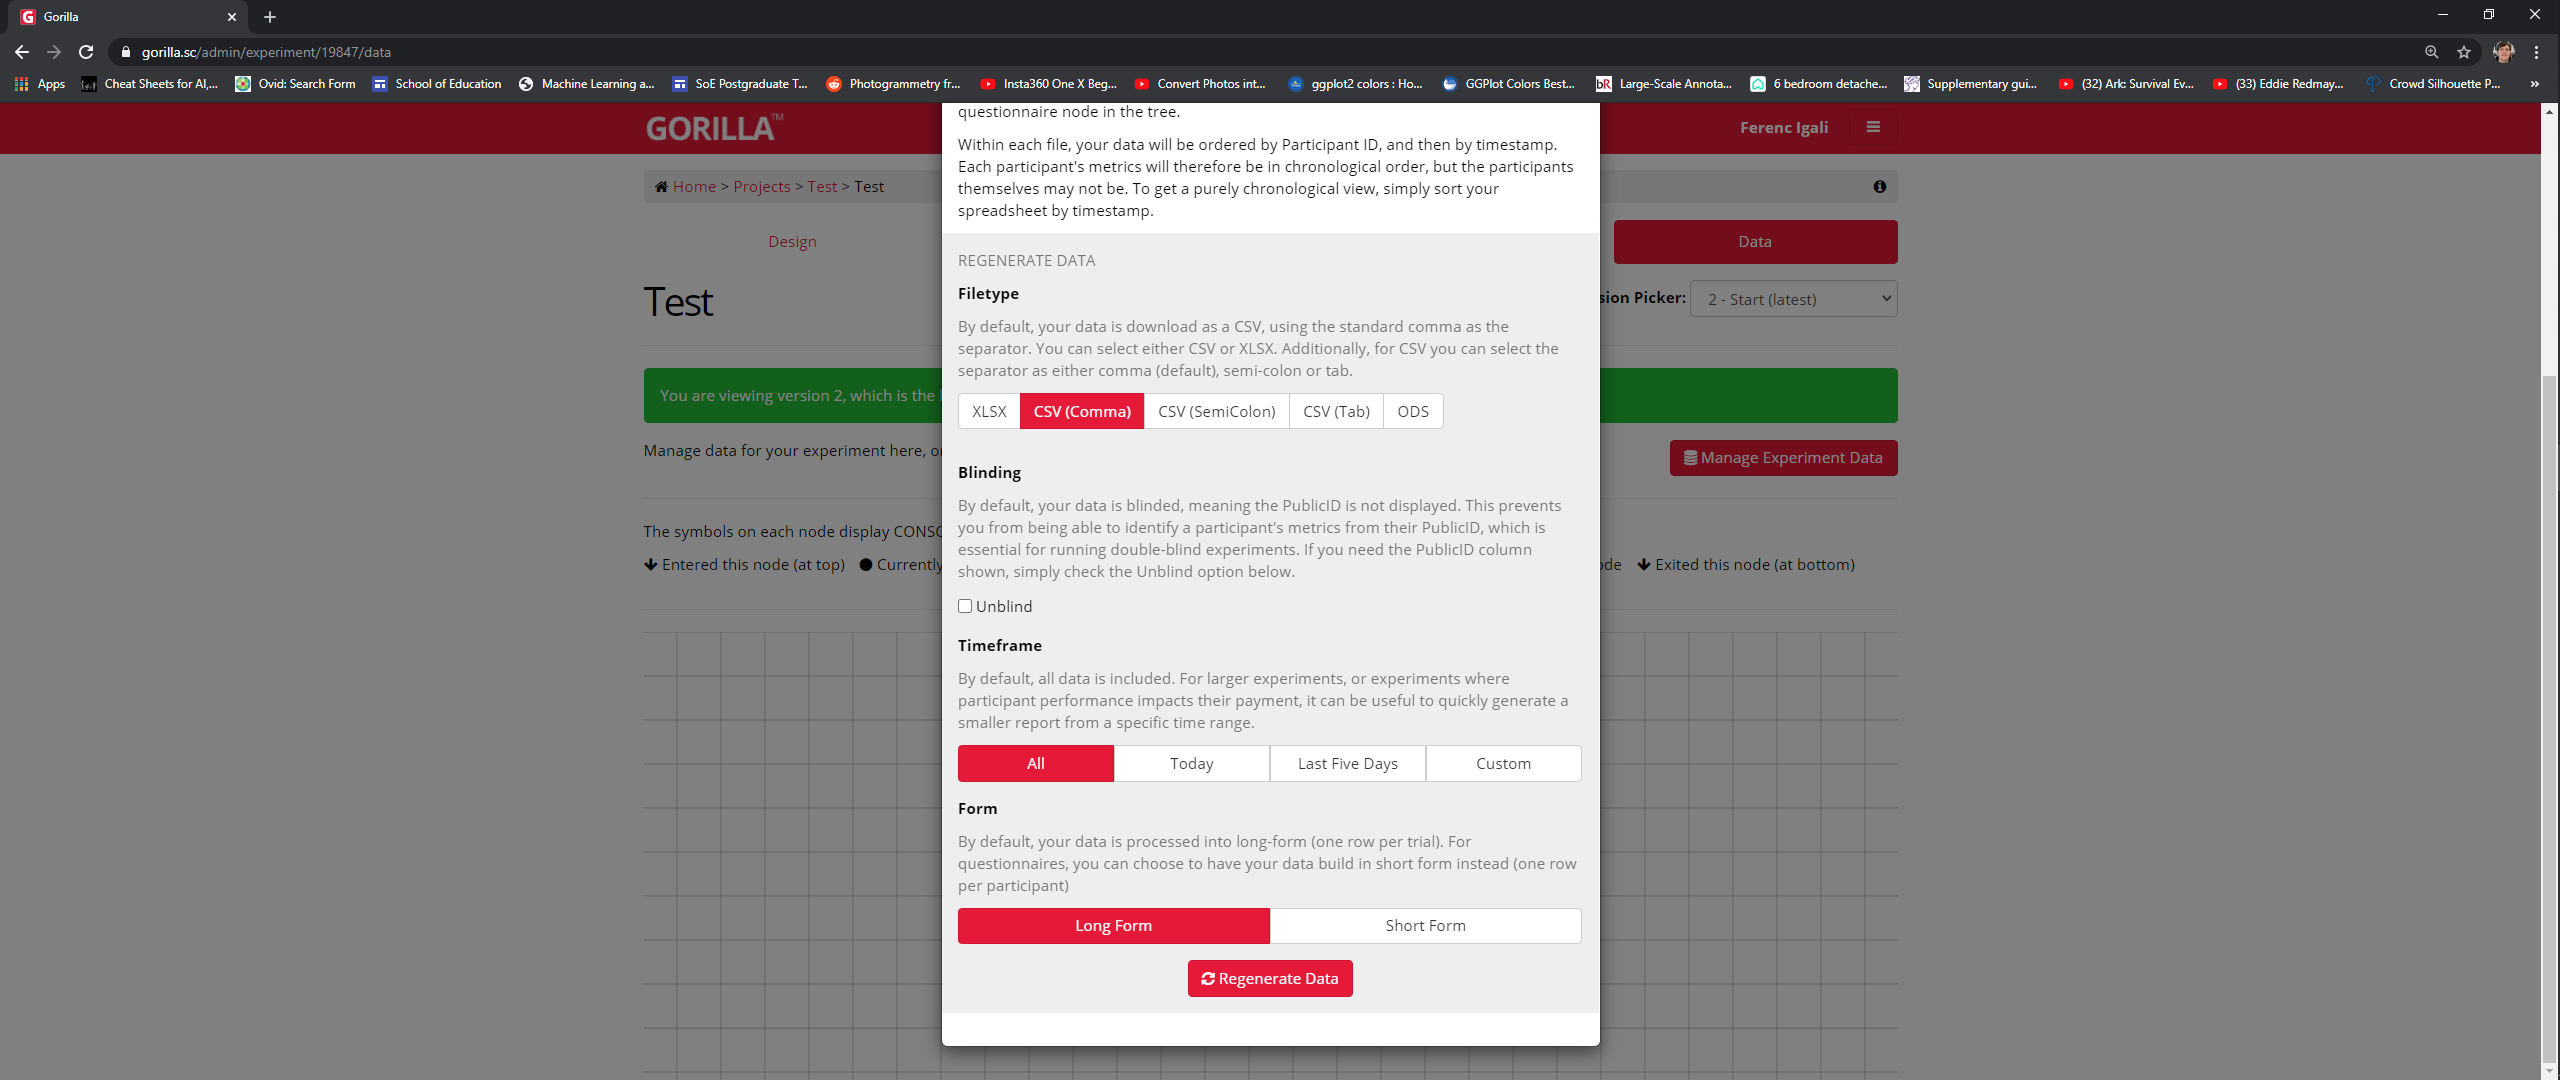 Gorilla
gorilla.sc/admin/experiment/19847/data
Apps
Cheat Sheets for AI,...
Ovid: Search Form
School of Education
Machine Learning a...
SoE Postgraduate T...
Photogrammetry fr...
Insta360 One X Beg...
Convert Photos int...
ggplot2 colors : Ho...
GGPlot Colors Best...
Large-Scale Annota...
6 bedroom detache...
Supplementary gui...
(32) Ark: Survival Ev...
(33) Eddie Redmay...
Crowd Silhouette P...
»
GORILLA™
Ferenc Igali
Home > Projects > Test > Test
Design
Data
Test
sion Picker:
2 - Start (latest)
You are viewing version 2, which is the
Manage data for your experiment here, o
Manage Experiment Data
The symbols on each node display CONSO
Entered this node (at top)
Currently
ode
Exited this node (at bottom)
questionnaire node in the tree.
Within each file, your data will be ordered by Participant ID, and then by timestamp.
Each participant's metrics will therefore be in chronological order, but the participants
themselves may not be. To get a purely chronological view, simply sort your
spreadsheet by timestamp.
REGENERATE DATA
Filetype
By default, your data is download as a CSV, using the standard comma as the
separator. You can select either CSV or XLSX. Additionally, for CSV you can select the
separator as either comma (default), semi-colon or tab.
XLSX
CSV (Comma)
CSV (SemiColon)
CSV (Tab)
ODS
Blinding
By default, your data is blinded, meaning the PublicID is not displayed. This prevents
you from being able to identify a participant's metrics from their PublicID, which is
essential for running double-blind experiments. If you need the PublicID column
shown, simply check the Unblind option below.
Unblind
Timeframe
By default, all data is included. For larger experiments, or experiments where
participant performance impacts their payment, it can be useful to quickly generate a
smaller report from a specific time range.
All
Today
Last Five Days
Custom
Form
By default, your data is processed into long-form (one row per trial). For
questionnaires, you can choose to have your data build in short form instead (one row
per participant)
Long Form
Short Form
Regenerate Data